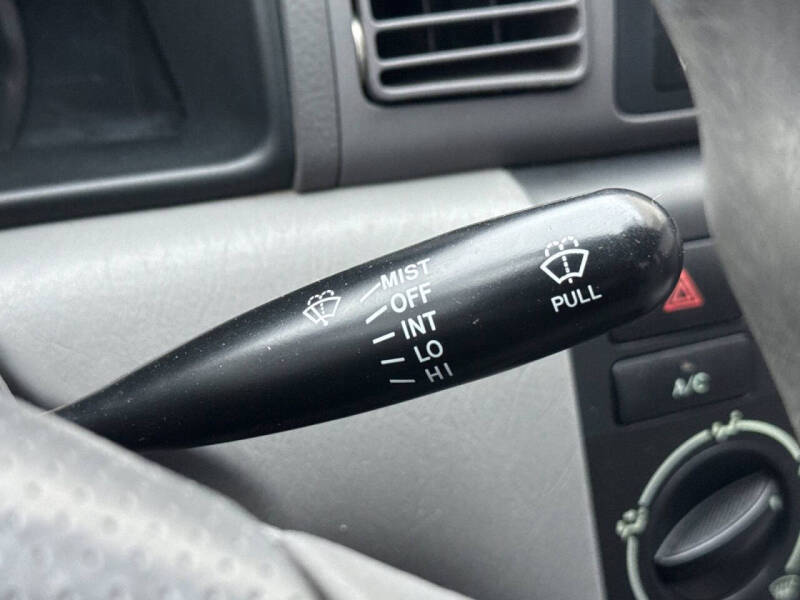 MIST
OFF
INT
LO
HI
PULL
A/C